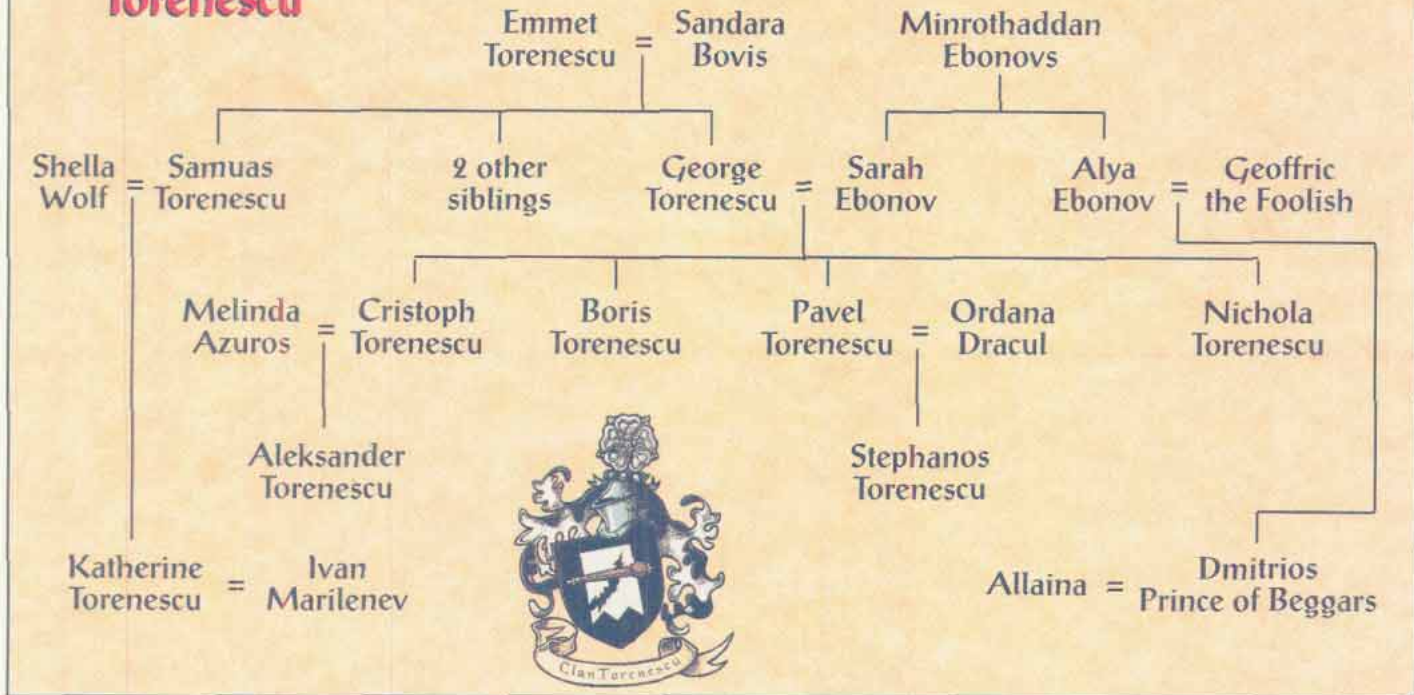 Torenescu
Emmet
Torenescu
=
Sandara
Bovis
Minrothaddan
Ebonovs
Shella
Wolf
=
Samuas
Torenescu
2 other
siblings
George
Torenescu
=
Sarah
Ebonov
Alya
Ebonov
=
Geoffric
the Foolish
Melinda
Azuros
=
Cristoph
Torenescu
Boris
Torenescu
Pavel
Torenescu
=
Ordana
Dracul
Nichola
Torenescu
Aleksander
Torenescu
Stephanos
Torenescu
Katherine
Torenescu
=
Ivan
Marilenev
Allaina
=
Dmitrios
Prince of Beggars
Clan Torenescu